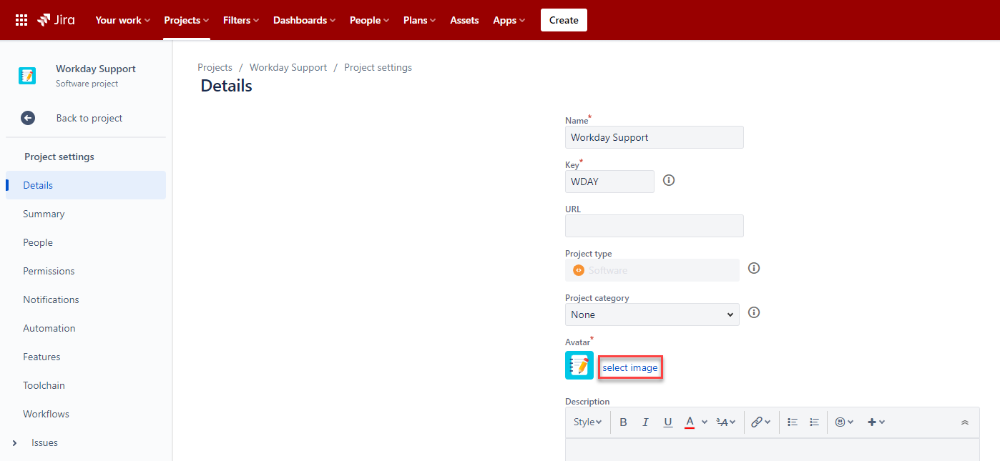 Jira Your work Projects Filters Dashboards People Plans Assets Apps Create
Workday Support
Software project
Back to project
Project settings
Details
Summary
People
Permissions
Notifications
Automation
Features
Toolchain
Workflows
Issues
Projects / Workday Support / Project settings
Details
Name*
Workday Support
Key*
WDAY
URL
Project type
Software
Project category
None
Avatar*
select image
Description
Style B I U A ᵃA